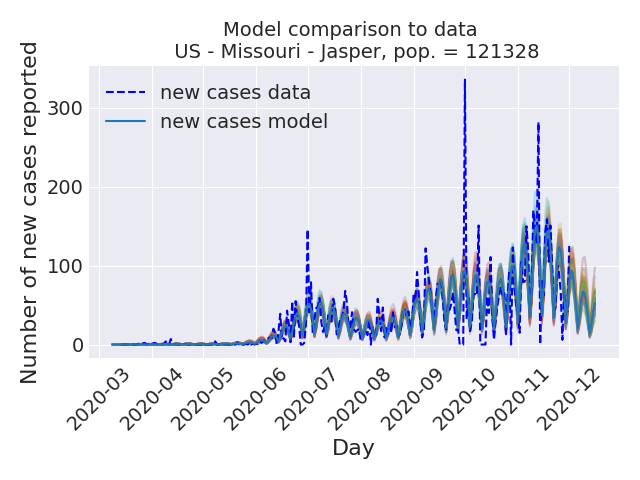 Model comparison to data
US - Missouri - Jasper, pop. = 121328
Number of new cases reported
300
200
100
0
new cases data
new cases model
2020-03
2020-04
2020-05
2020-06
2020-07
2020-08
2020-09
2020-10
2020-11
2020-12
Day